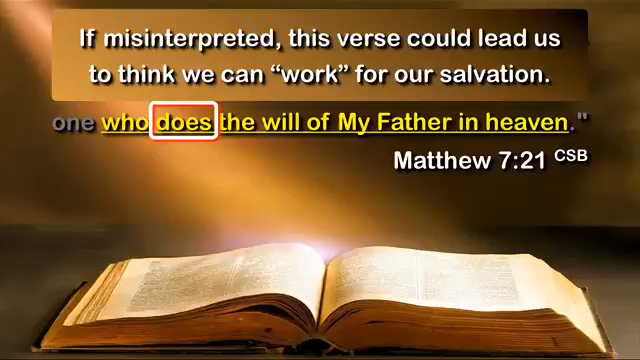 If misinterpreted, this verse could lead us
to think we can “work” for our salvation.
one who does the will of My Father in heaven."
Matthew 7:21 CSB